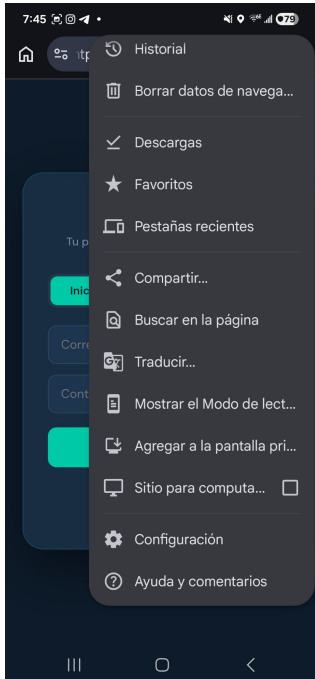 7:45
79
Historial
Borrar datos de navega...
Descargas
Favoritos
Pestañas recientes
Tu p
Inic
Compartir...
Corre
Buscar en la página
Traducir...
Cont
Mostrar el Modo de lect...
Agregar a la pantalla pri...
Sitio para computa...
Configuración
Ayuda y comentarios